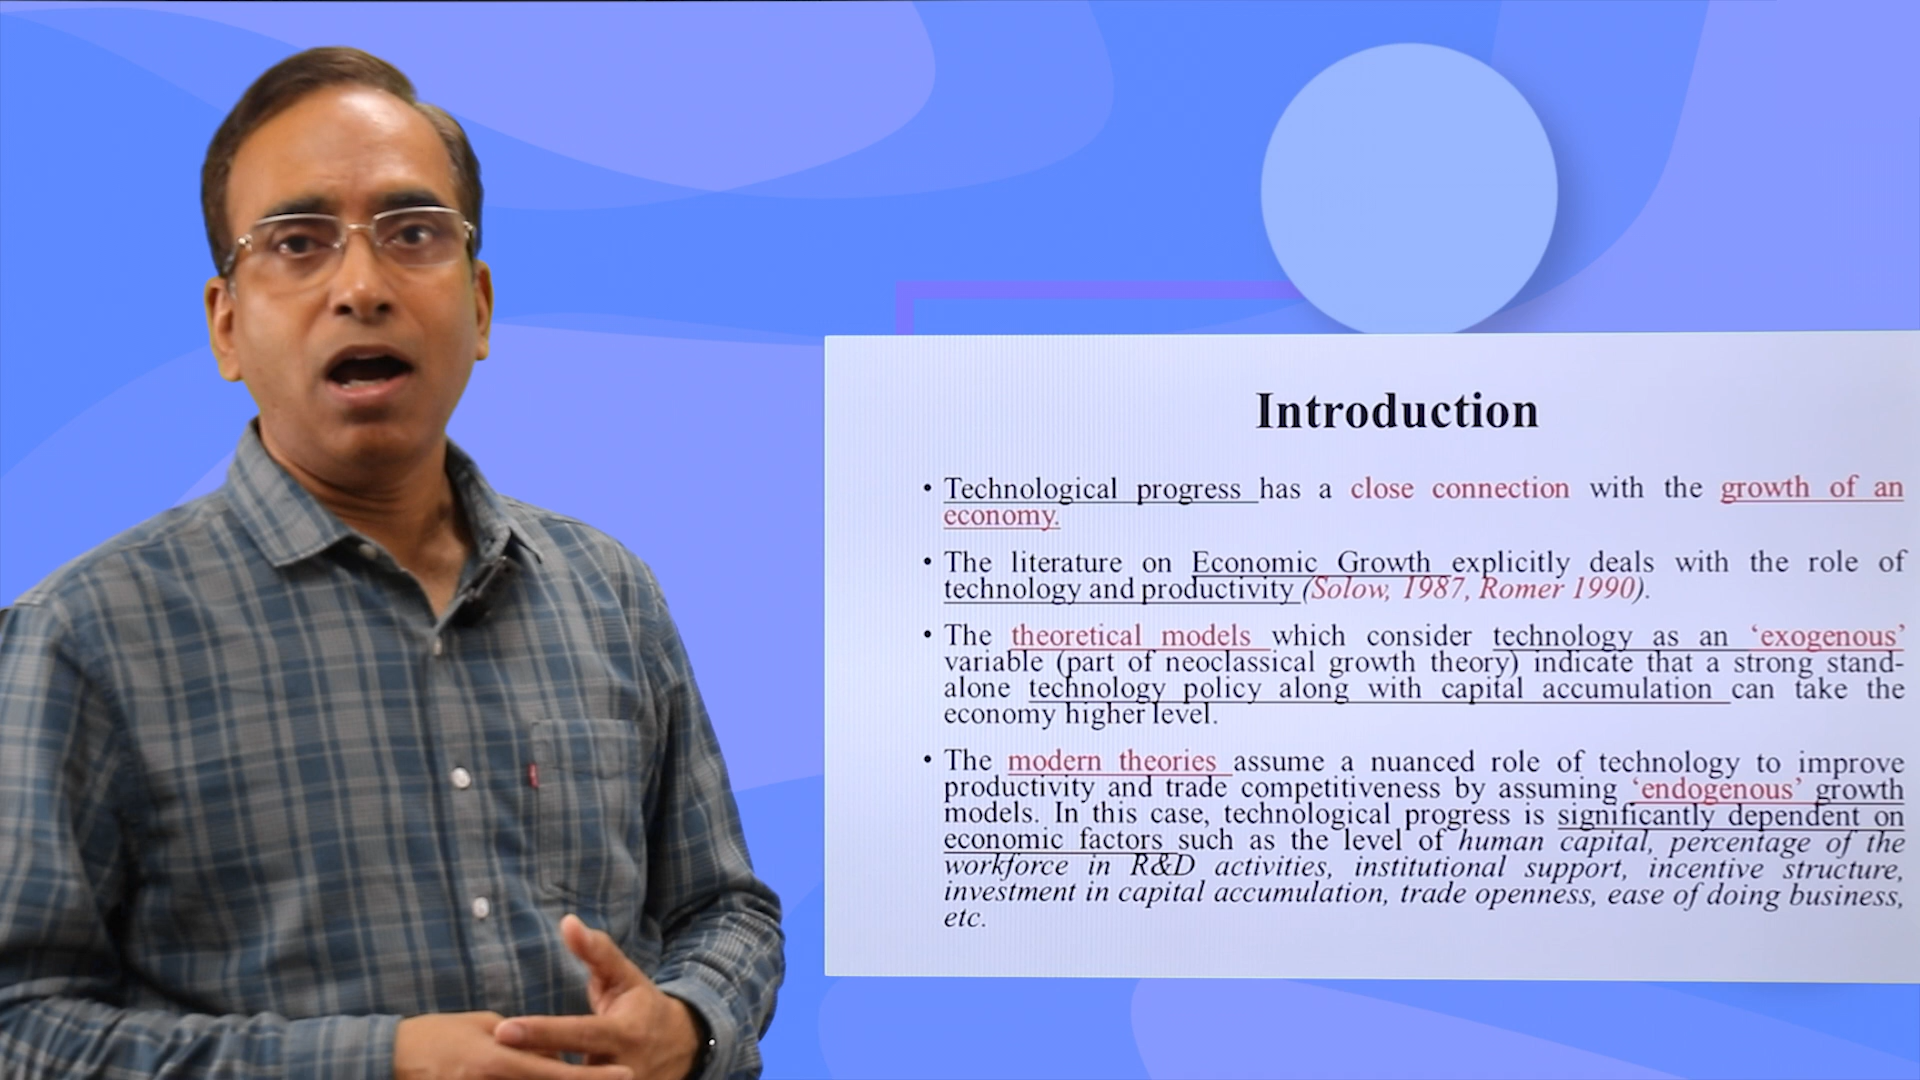 Introduction
• Technological progress has a close connection with the growth of an
economy.
• The literature on Economic Growth explicitly deals with the role of
technology and productivity (Solow, 1987, Romer 1990).
• The theoretical models which consider technology as an ‘exogenous’
variable (part of neoclassical growth theory) indicate that a strong stand-
alone technology policy along with capital accumulation can take the
economy higher level.
• The modern theories assume a nuanced role of technology to improve
productivity and trade competitiveness by assuming ‘endogenous’ growth
models. In this case, technological progress is significantly dependent on
economic factors such as the level of human capital, percentage of the
workforce in R&D activities, institutional support, incentive structure,
investment in capital accumulation, trade openness, ease of doing business,
etc.